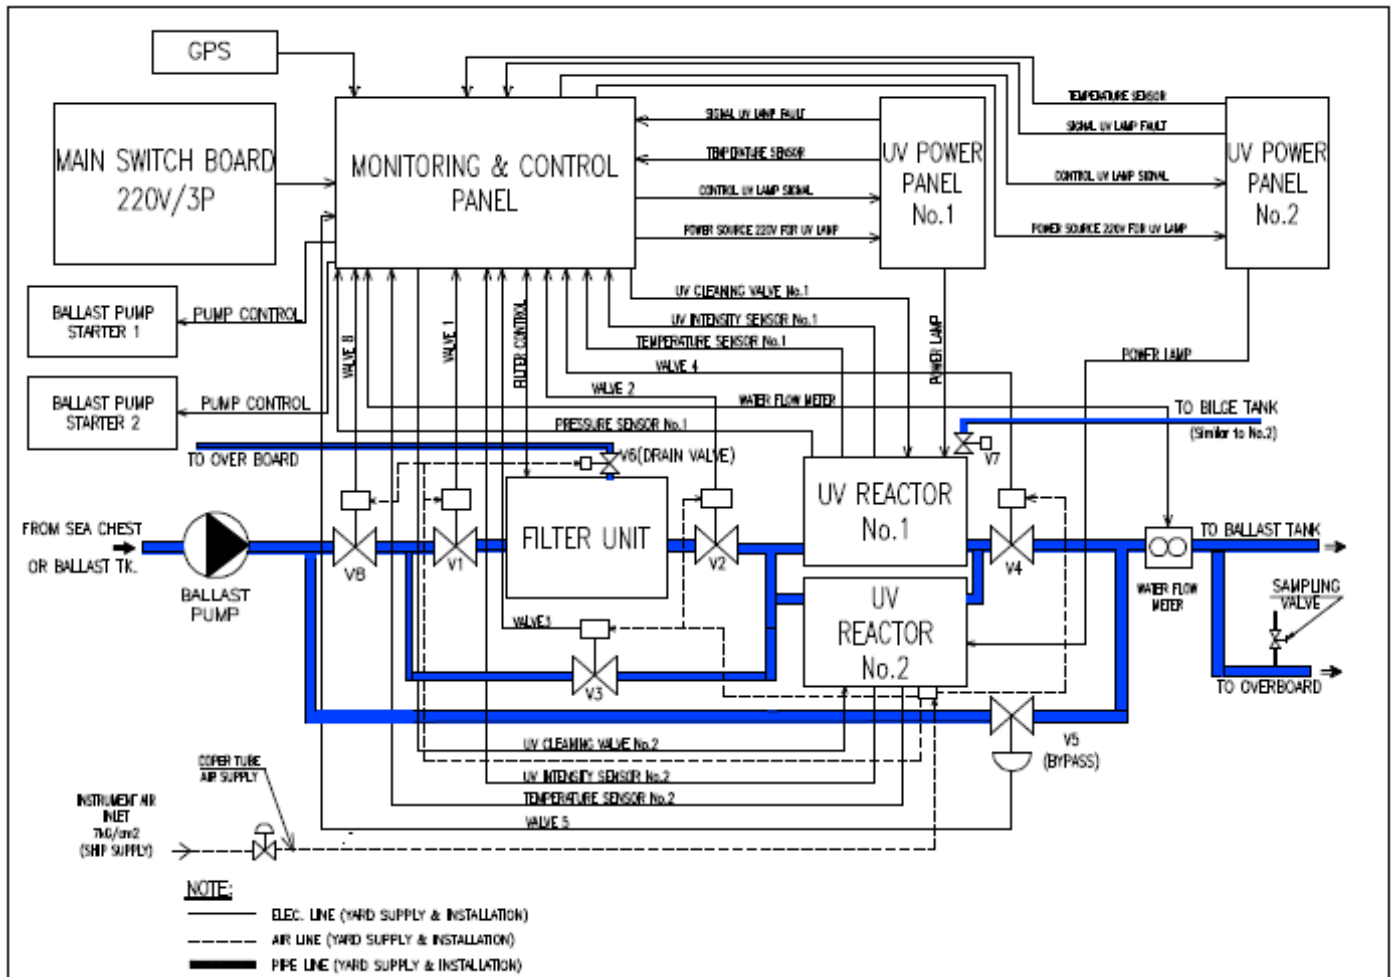 GPS
MAIN SWITCH BOARD
220V/3P
MONITORING & CONTROL
PANEL
SIGNAL UV LAMP FAULT
TEMPERATURE SENSOR
CONTROL UV LAMP SIGNAL
POWER SOURCE 220V FOR UV LAMP
UV POWER
PANEL
No.1
TEMPERATURE SENSOR
SIGNAL UV LAMP FAULT
CONTROL UV LAMP SIGNAL
POWER SOURCE 220V FOR UV LAMP
UV POWER
PANEL
No.2
BALLAST PUMP
STARTER 1
PUMP CONTROL
BALLAST PUMP
STARTER 2
PUMP CONTROL
VALVE 8
VALVE 1
FILTER CONTROL
UV CLEANING VALVE No.1
UV INTENSITY SENSOR No.1
TEMPERATURE SENSOR No.1
VALVE 4
VALVE 2
WATER FLOW METER
PRESSURE SENSOR No.1
POWER LAMP
POWER LAMP
TO BILGE TANK
(Similar to No.2)
V7
TO OVER BOARD
V6(DRAIN VALVE)
FROM SEA CHEST
OR BALLAST TK.
BALLAST
PUMP
V8
V1
FILTER UNIT
V2
UV REACTOR
No.1
V4
TO BALLAST TANK
WATER FLOW
METER
SAMPLING
VALVE
TO OVERBOARD
UV
REACTOR
No.2
VALVE3
V3
V5
(BYPASS)
UV CLEANING VALVE No.2
UV INTENSITY SENSOR No.2
TEMPERATURE SENSOR No.2
VALVE 5
COPER TUBE
AIR SUPPLY
INSTRUMENT AIR
INLET
7kG/cm2
(SHIP SUPPLY)
NOTE:
ELEC. LINE (YARD SUPPLY & INSTALLATION)
AIR LINE (YARD SUPPLY & INSTALLATION)
PIPE LINE (YARD SUPPLY & INSTALLATION)